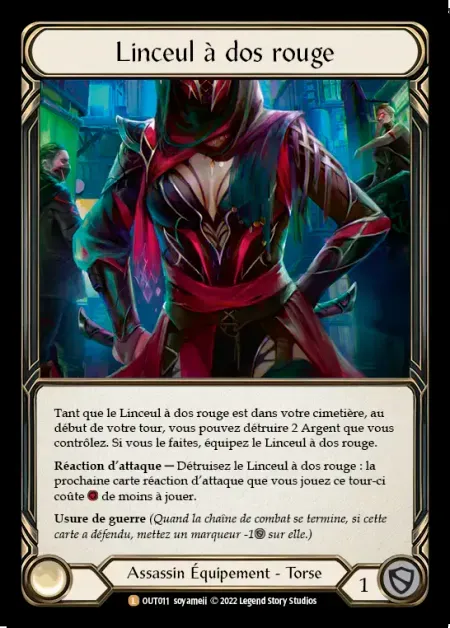 Linceul à dos rouge
Tant que le Linceul à dos rouge est dans votre cimetière, au
début de votre tour, vous pouvez détruire 2 Argent que vous
contrôlez. Si vous le faites, équipez le Linceul à dos rouge.
Réaction d'attaque — Détruisez le Linceul à dos rouge : la
prochaine carte réaction d'attaque que vous jouez ce tour-ci
coûte de moins à jouer.
Usure de guerre (Quand la chaîne de combat se termine, si cette
carte a défendu, mettez un marqueur -1 sur elle.)
Assassin Équipement - Torse
1
L OUT011 soyameii © 2022 Legend Story Studios